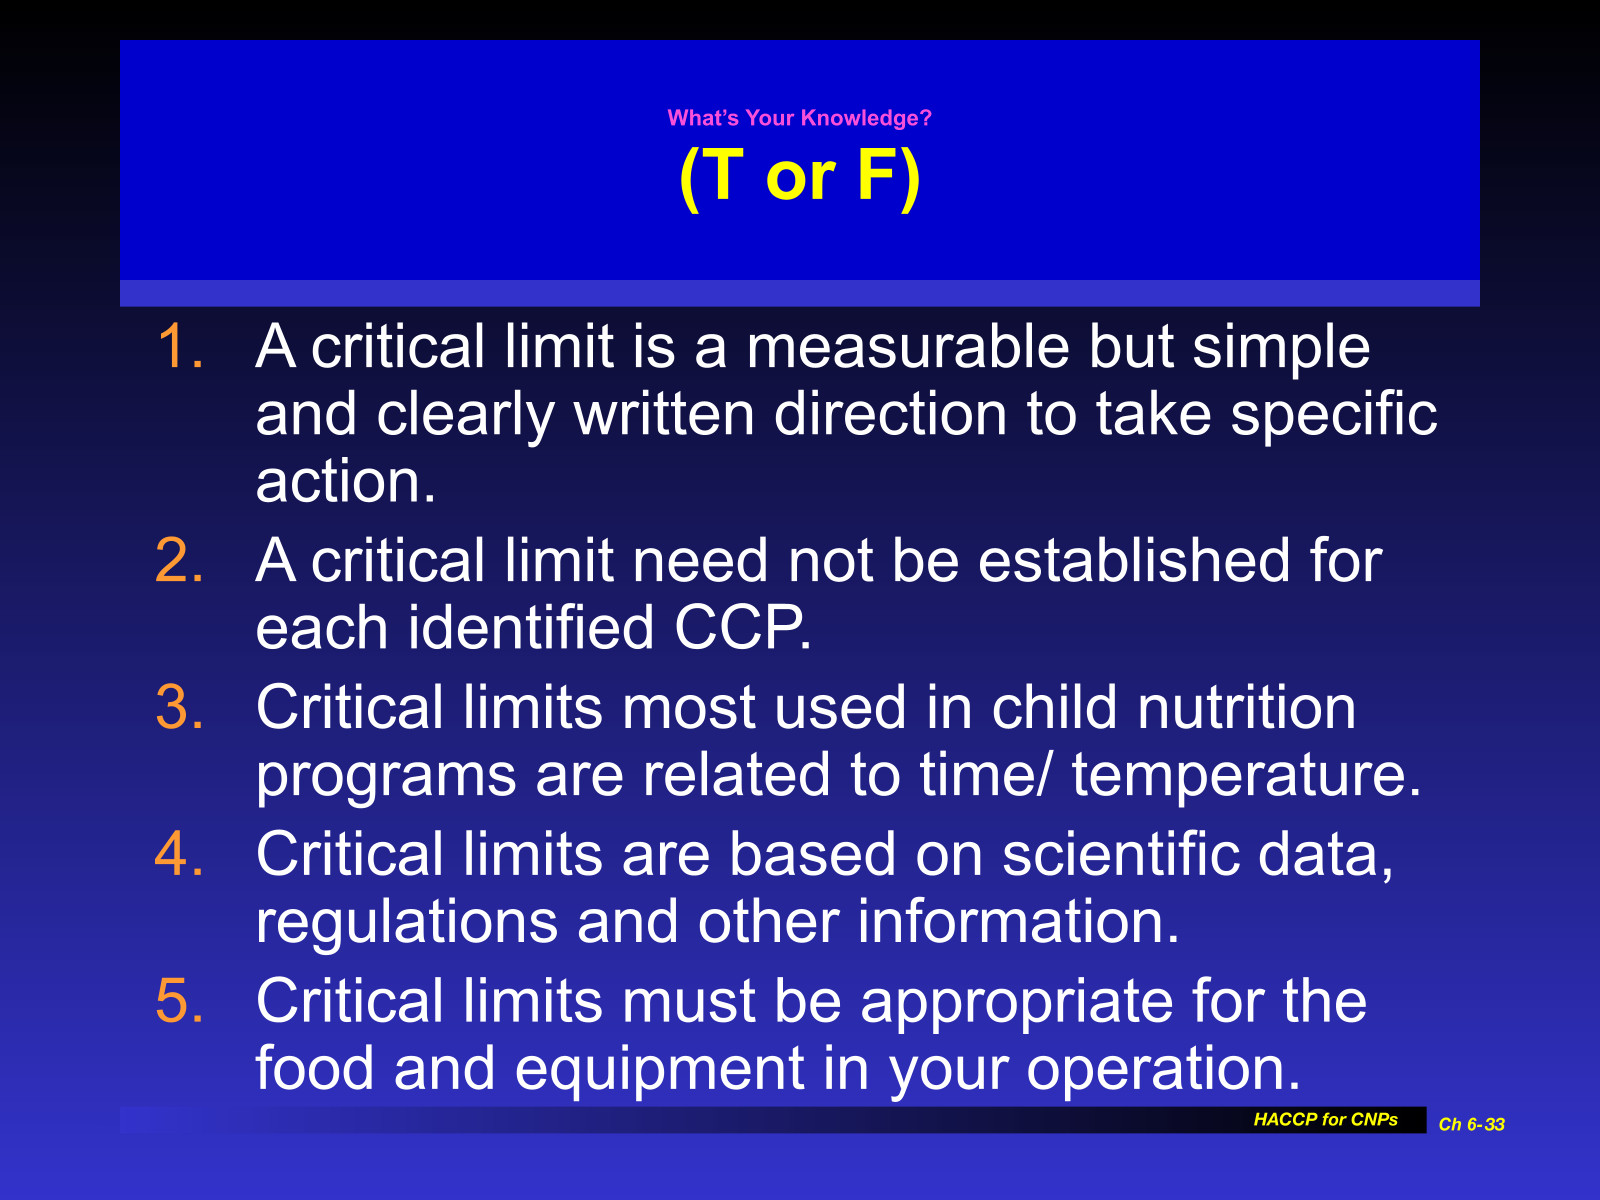 What’s Your Knowledge?
(T or F)
1. A critical limit is a measurable but simple
and clearly written direction to take specific
action.
2. A critical limit need not be established for
each identified CCP.
3. Critical limits most used in child nutrition
programs are related to time/ temperature.
4. Critical limits are based on scientific data,
regulations and other information.
5. Critical limits must be appropriate for the
food and equipment in your operation.
HACCP for CNPs
Ch 6-33